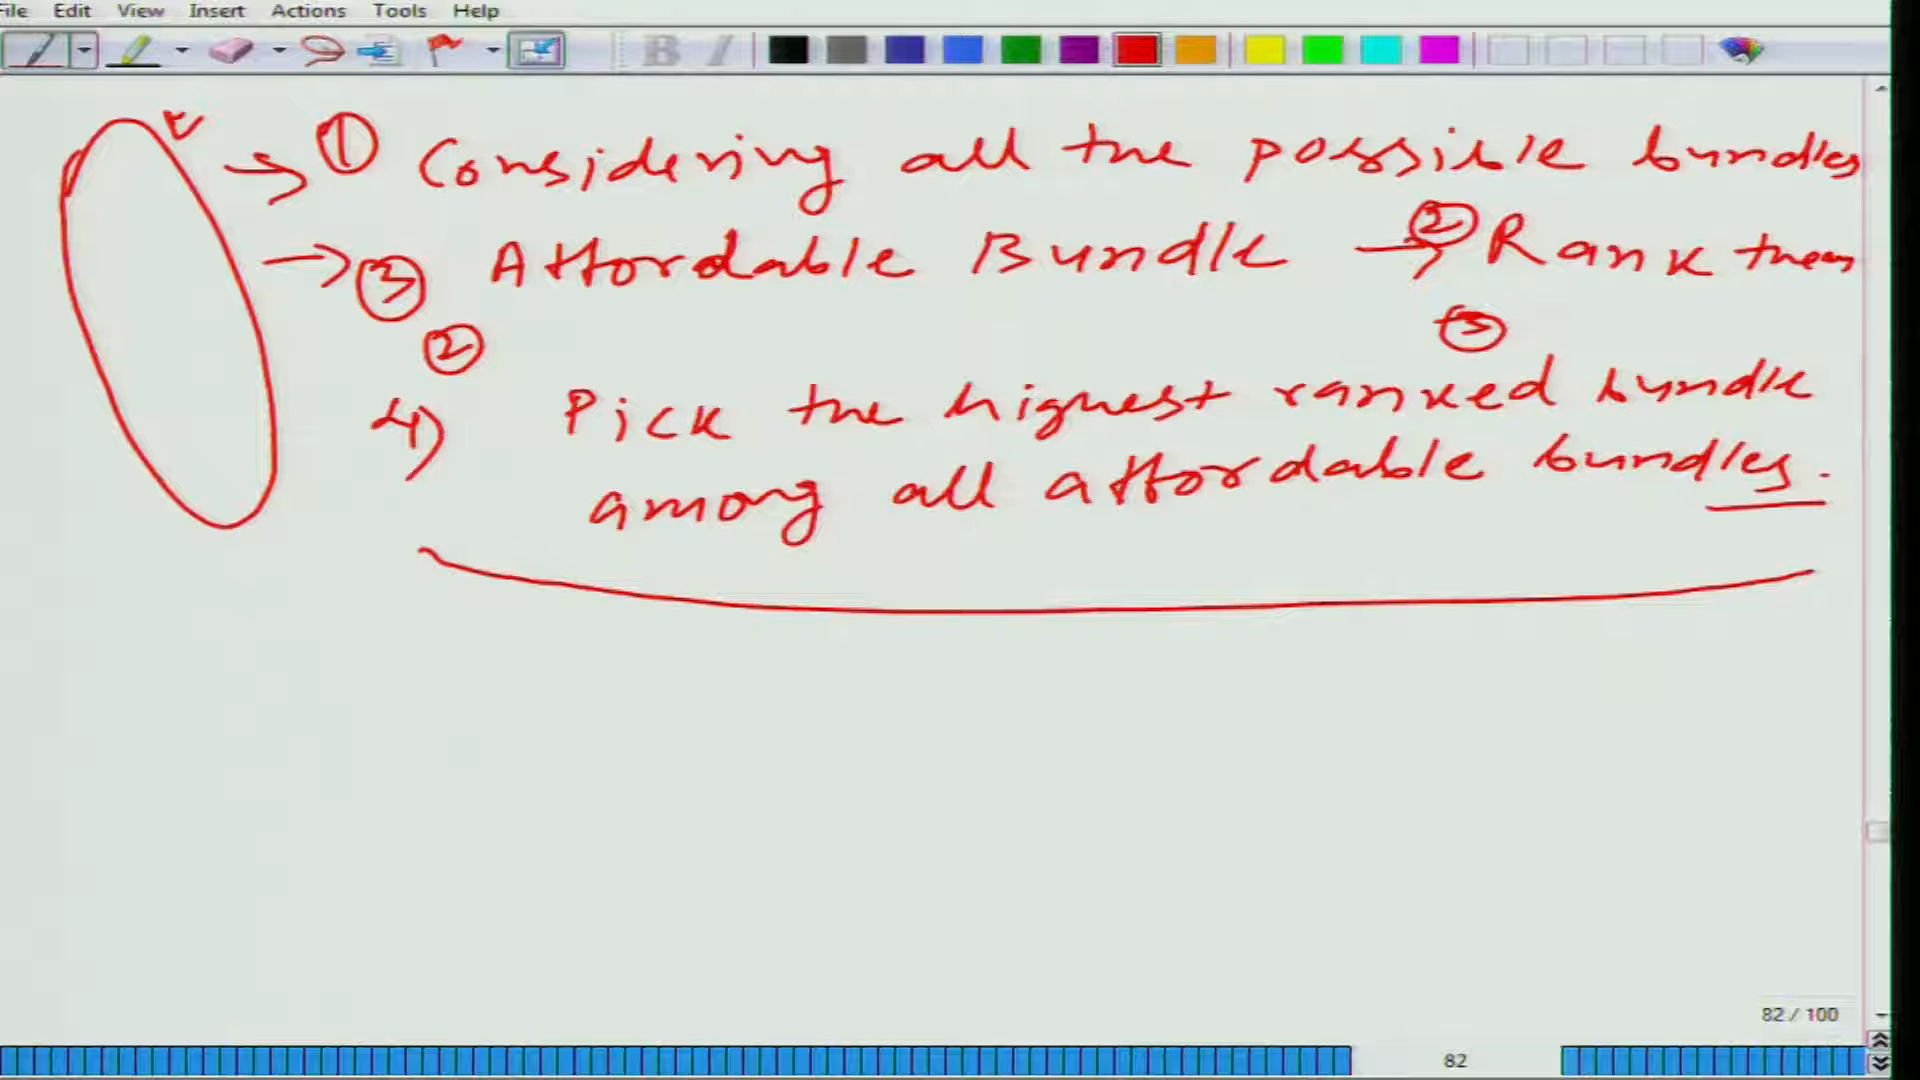 File Edit View Insert Actions Tools Help
B I
→ ① Considering all the possible bundles
→ ③ Affordable Bundle → ② Rank them
② ③
4) Pick the highest ranked bundle
among all affordable bundles.
82 / 100
82